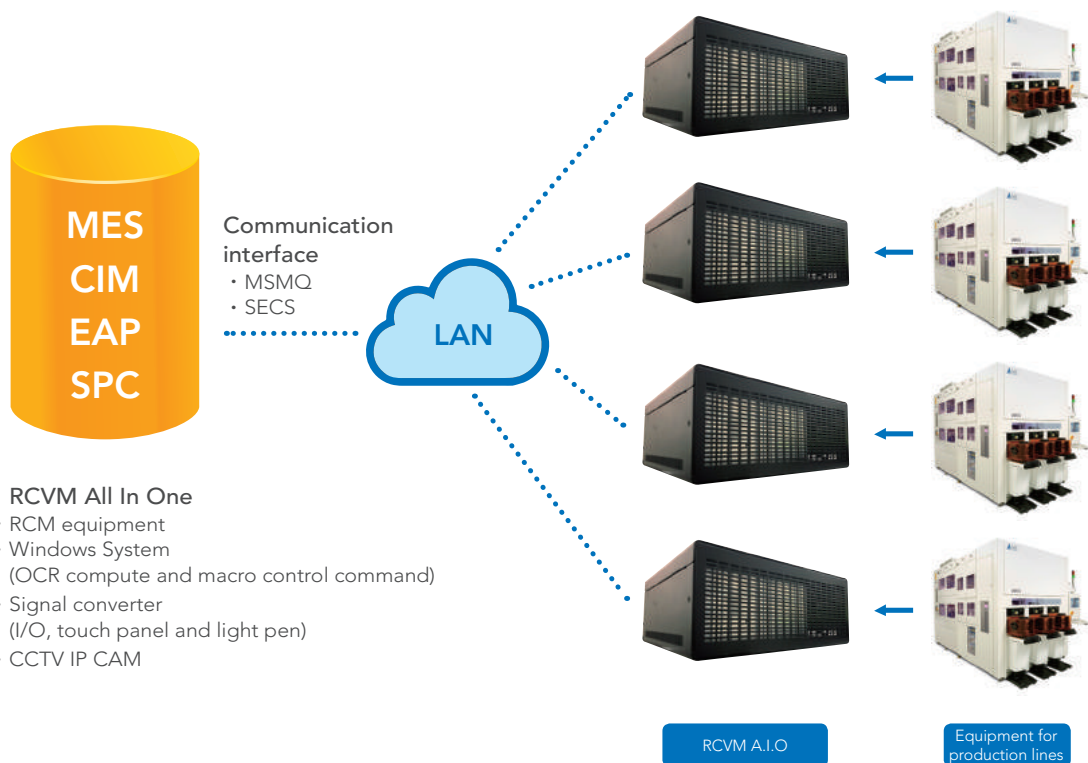 MES
CIM
EAP
SPC
Communication
interface
・MSMQ
・SECS
LAN
RCVM All In One
・RCM equipment
・Windows System
(OCR compute and macro control command)
・Signal converter
(I/O, touch panel and light pen)
・CCTV IP CAM
RCVM A.I.O
Equipment for
production lines